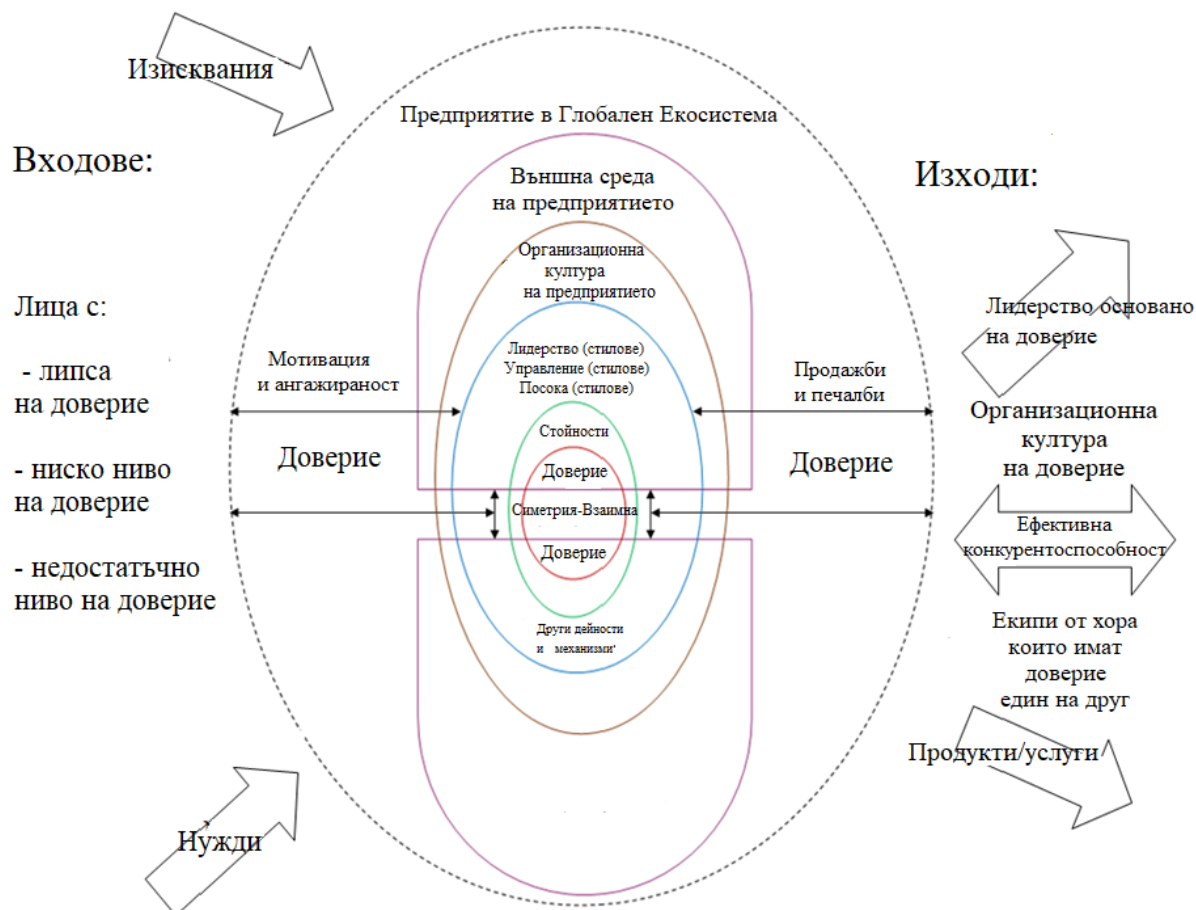 Изисквания
Предприятие в Глобален Екосистема
Входове:
Външна среда
на предприятието
Изходи:
Организационна
култура
на предприятието
Лица с:
- липса
на доверие
- ниско ниво
на доверие
- недостатъчно
ниво на доверие
Мотивация
и ангажираност
Доверие
Лидерство (стилове)
Управление (стилове)
Посока (стилове)
Стойности
Доверие
Симетрия-Взаимна
Доверие
Други дейности
и механизми'
Продажби
и печалби
Доверие
Лидерство основано
на доверие
Организационна
култура
на доверие
Ефективна
конкурентоспособност
Екипи от хора
които имат
доверие
един на друг
Продукти/услуги
Нужди